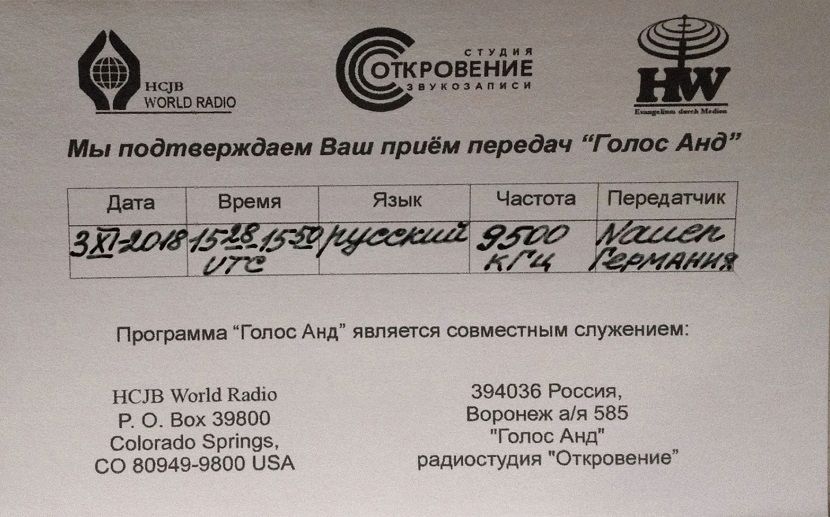 HCJB
WORLD RADIO
СТУДИЯ
ОТКРОВЕНИЕ
ЗВУКОЗАПИСИ
HW
Evangelium durch Medien
Мы подтверждаем Ваш приём передач “Голос Анд”
Дата Время Язык Частота Передатчик
3 XI-2018 15 28-15 50 русский 9500 Nauen
UTC КГЦ ГЕРМАНИЯ
Программа “Голос Анд” является совместным служением:
HCJB World Radio
P. O. Box 39800
Colorado Springs,
CO 80949-9800 USA
394036 Россия,
Воронеж а/я 585
"Голос Анд"
радиостудия "Откровение”